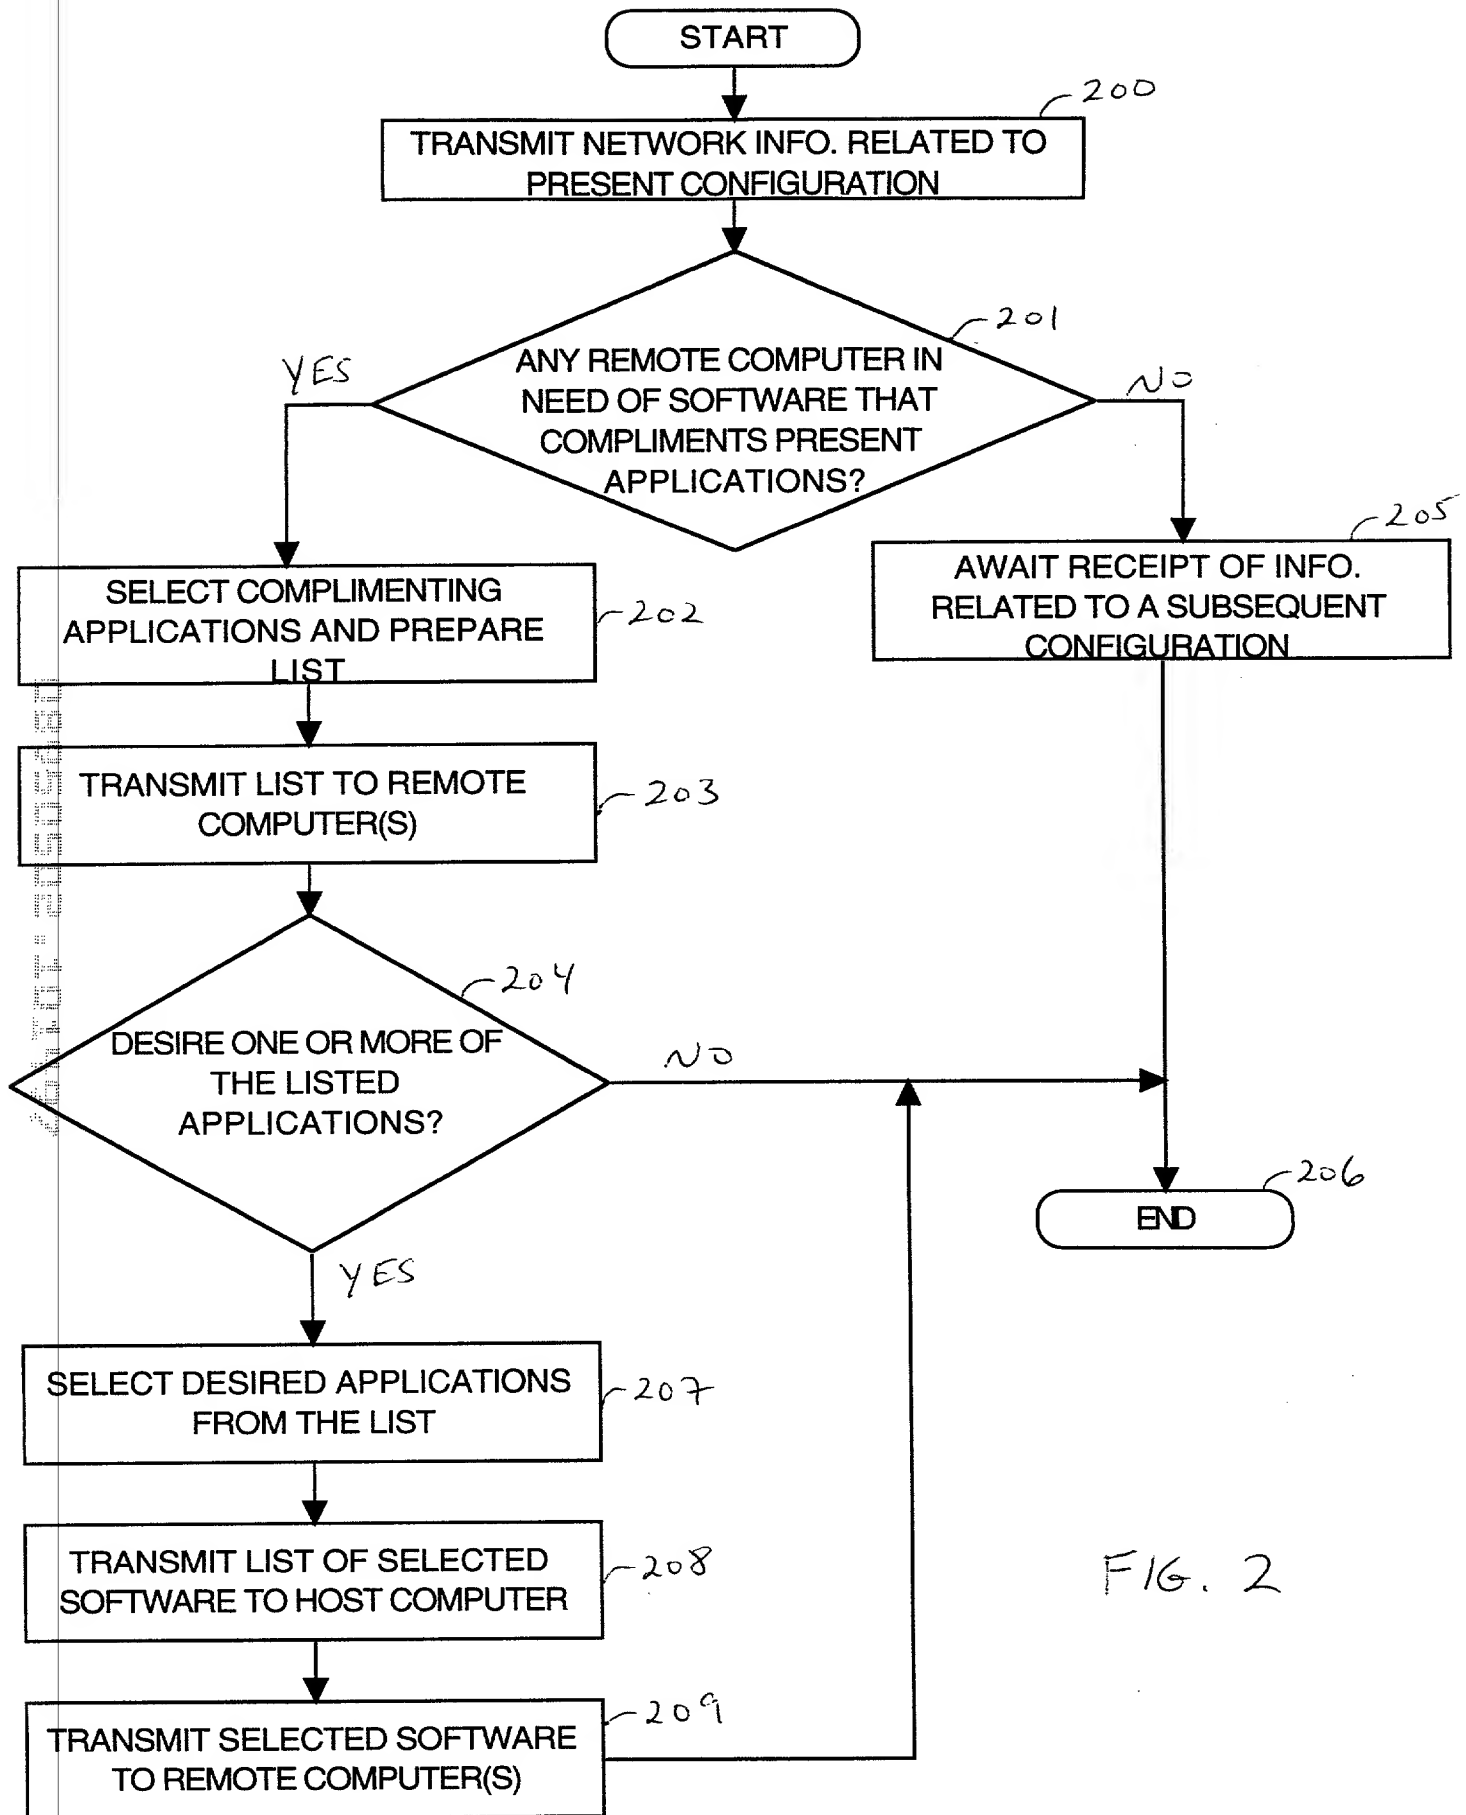 START
200
TRANSMIT NETWORK INFO. RELATED TO
PRESENT CONFIGURATION
201
ANY REMOTE COMPUTER IN
NEED OF SOFTWARE THAT
COMPLIMENTS PRESENT
APPLICATIONS?
YES
NO
205
AWAIT RECEIPT OF INFO.
RELATED TO A SUBSEQUENT
CONFIGURATION
SELECT COMPLIMENTING
APPLICATIONS AND PREPARE
LIST
202
TRANSMIT LIST TO REMOTE
COMPUTER(S)
203
204
DESIRE ONE OR MORE OF
THE LISTED
APPLICATIONS?
NO
206
END
YES
SELECT DESIRED APPLICATIONS
FROM THE LIST
207
TRANSMIT LIST OF SELECTED
SOFTWARE TO HOST COMPUTER
208
FIG. 2
209
TRANSMIT SELECTED SOFTWARE
TO REMOTE COMPUTER(S)